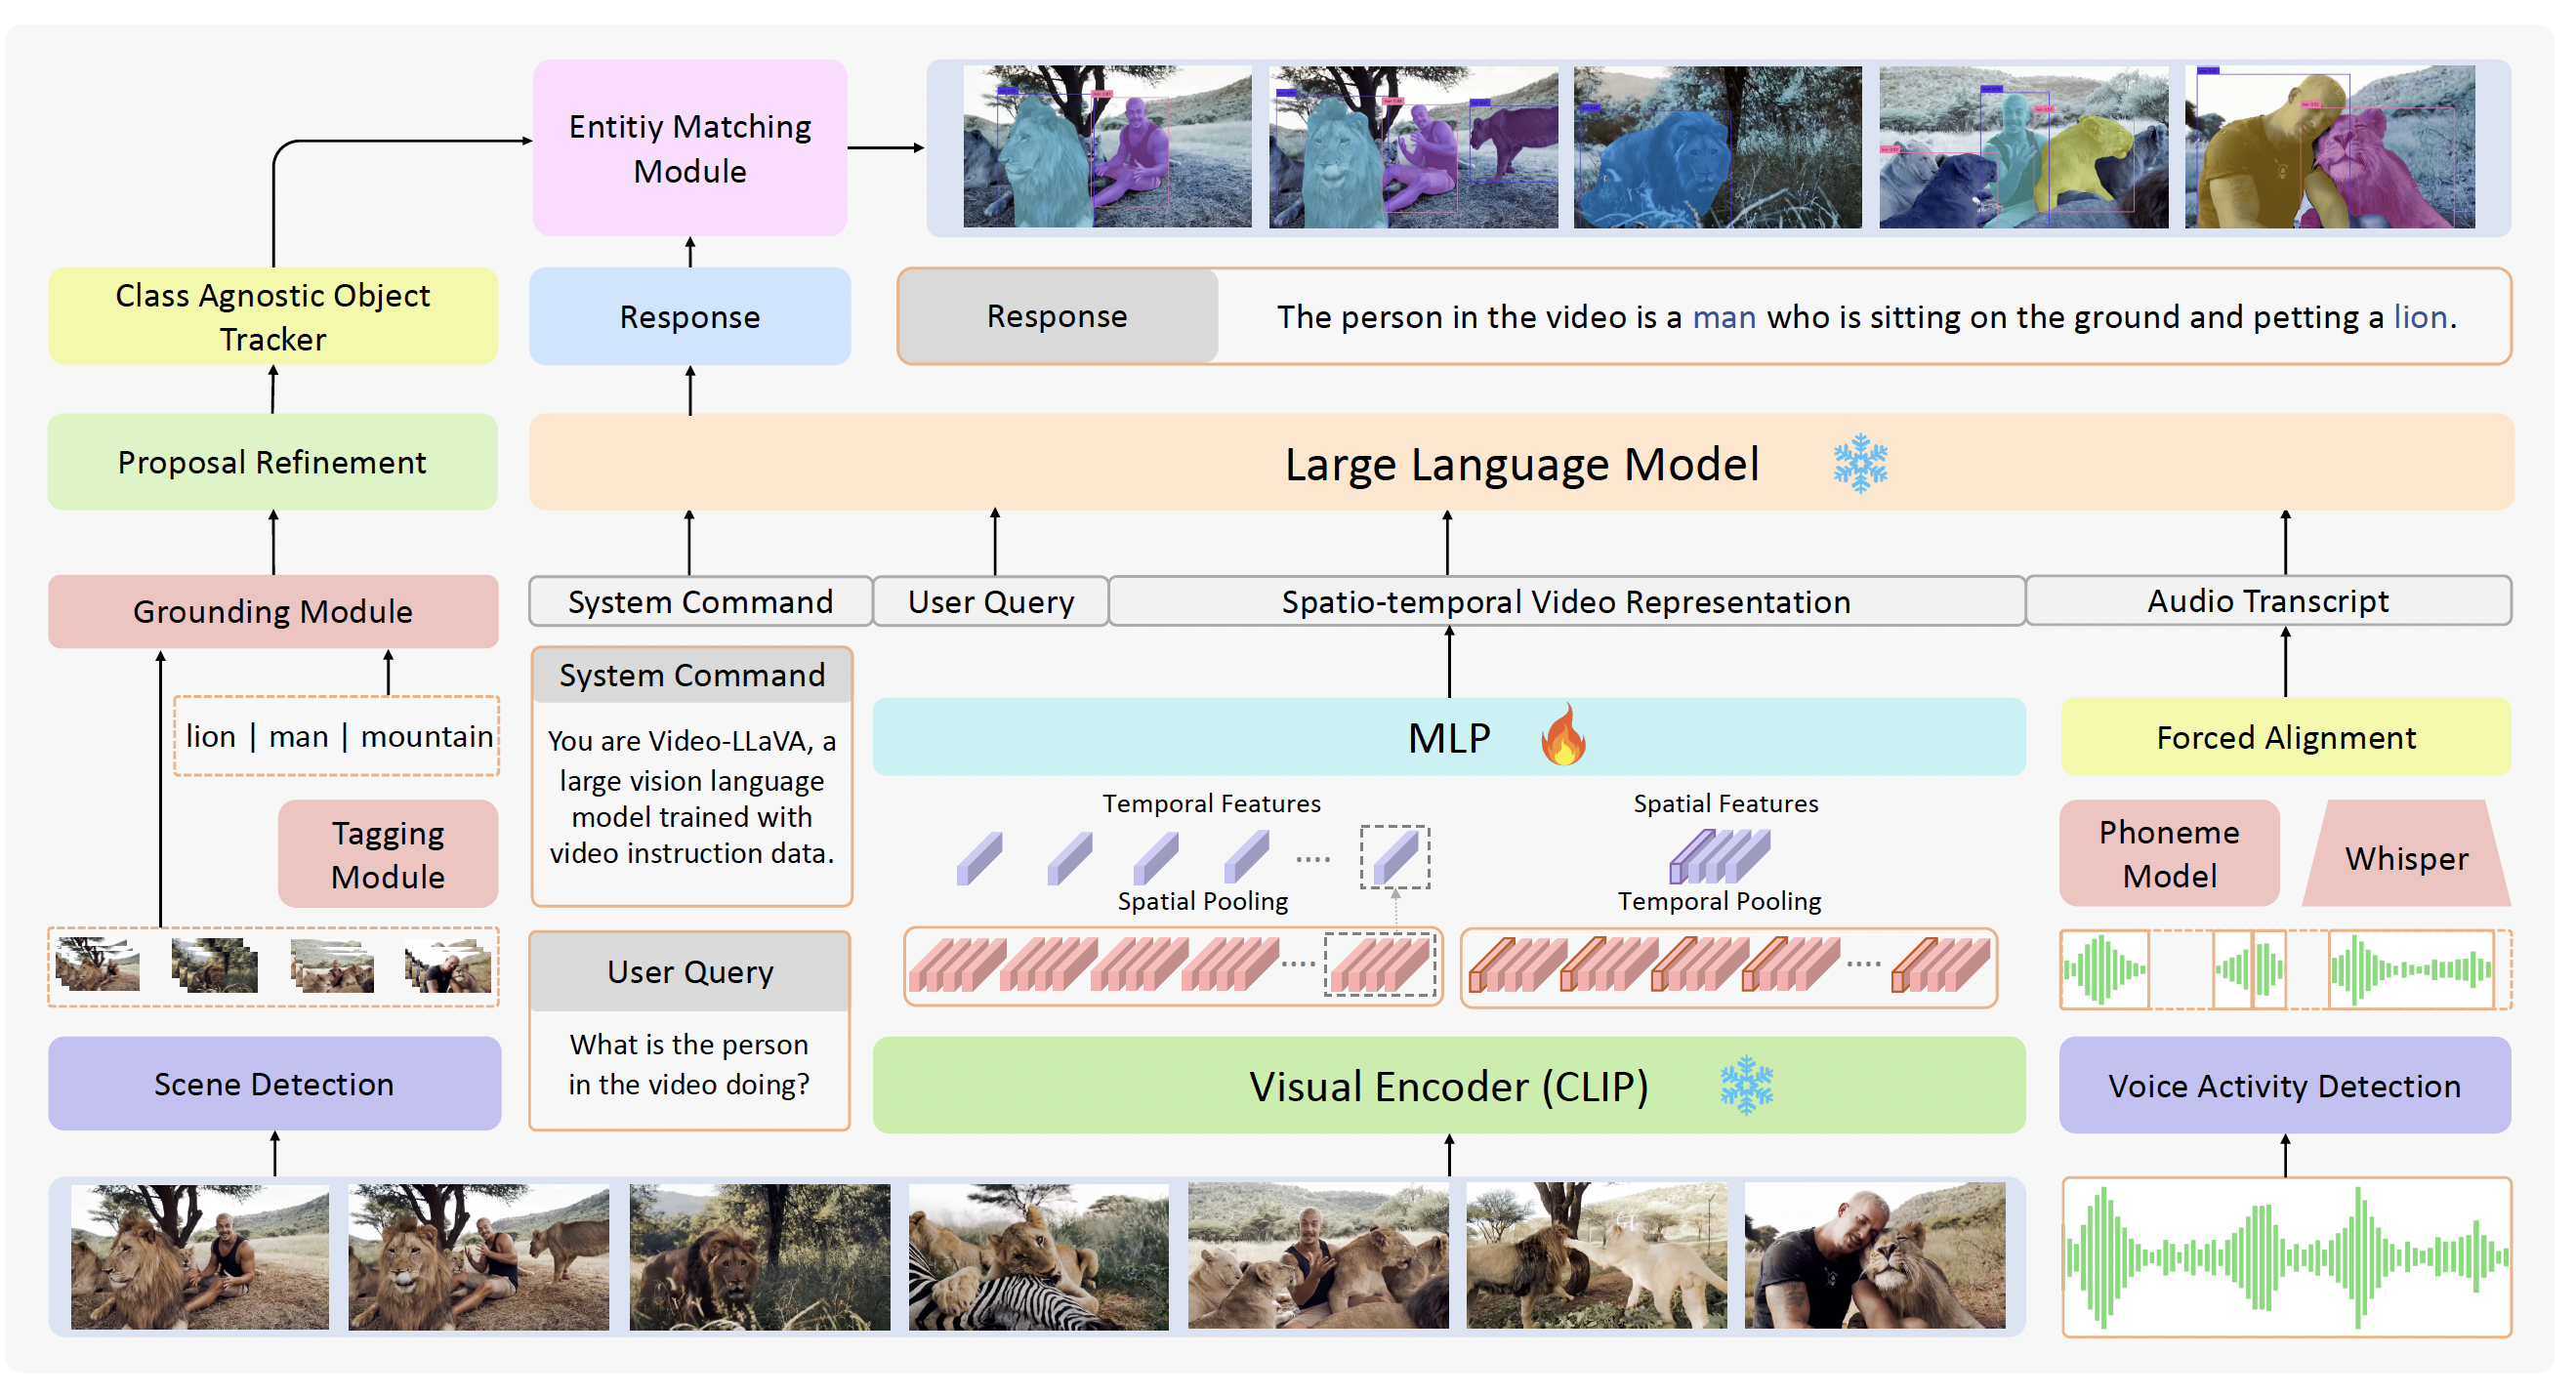 Entitiy Matching
Module
Class Agnostic Object
Tracker
Response
Response
The person in the video is a man who is sitting on the ground and petting a lion.
Proposal Refinement
Large Language Model
Grounding Module
System Command
User Query
Spatio-temporal Video Representation
Audio Transcript
lion | man | mountain
Tagging
Module
System Command
You are Video-LLaVA, a
large vision language
model trained with
video instruction data.
MLP
Temporal Features
Spatial Features
....
Spatial Pooling
Temporal Pooling
....
....
Forced Alignment
Phoneme
Model
Whisper
User Query
What is the person
in the video doing?
Scene Detection
Visual Encoder (CLIP)
Voice Activity Detection